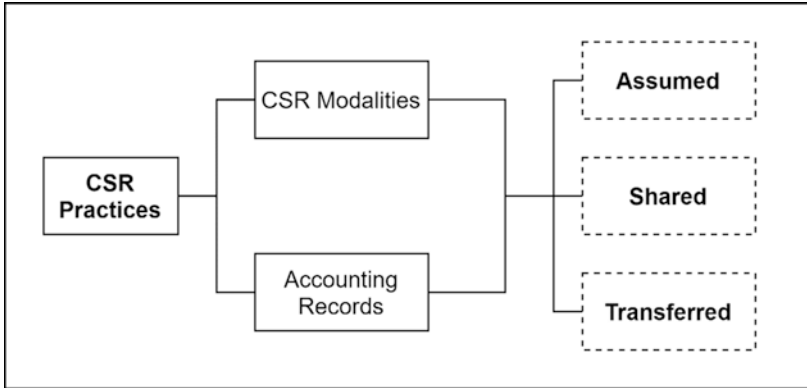 CSR
Practices
CSR Modalities
Accounting
Records
Assumed
Shared
Transferred